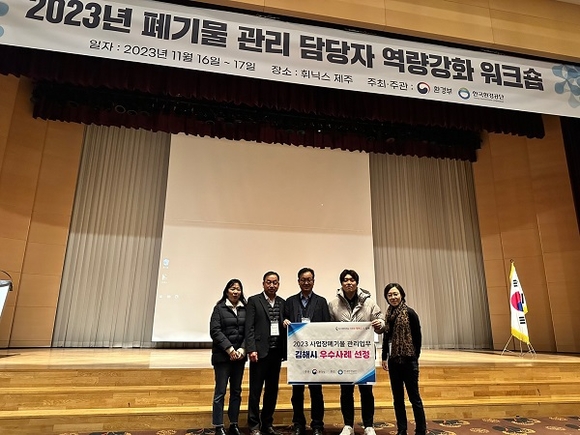 2023년 폐기물 관리 담당자 역량강화 워크숍
일자 : 2023년 11월 16일 ~ 17일 장소 : 휘닉스 제주 주최·주관 : 환경부 한국환경공단
2023 사업장폐기물 관리업무
김해시 우수사례 선정